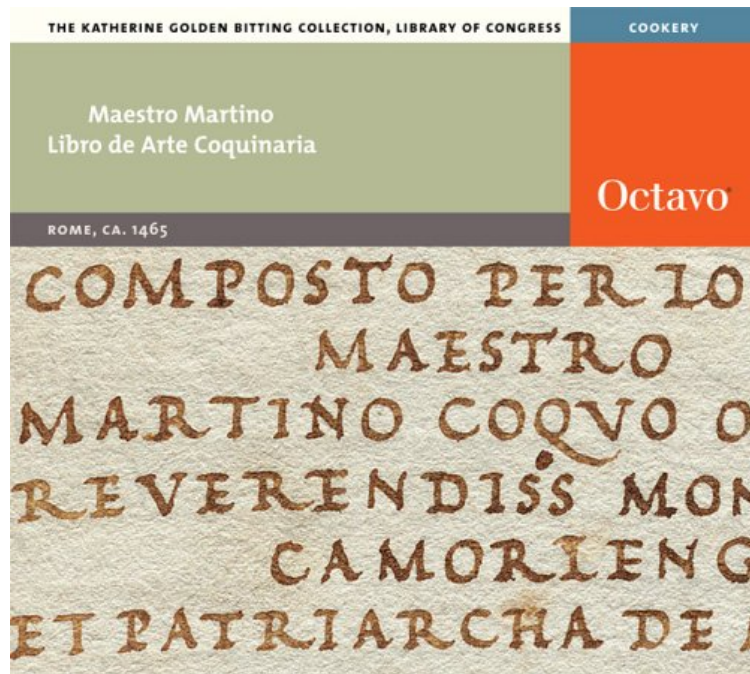 THE KATHERINE GOLDEN BITTING COLLECTION, LIBRARY OF CONGRESS
COOKERY
Maestro Martino
Libro de Arte Coquinaria
Octavo
ROME, CA. 1465
COMPOSTO PER LO
MAESTRO
MARTINO COQVO
REVERENDISS MON
CAMORLENG
ET PATRIARCHA DE